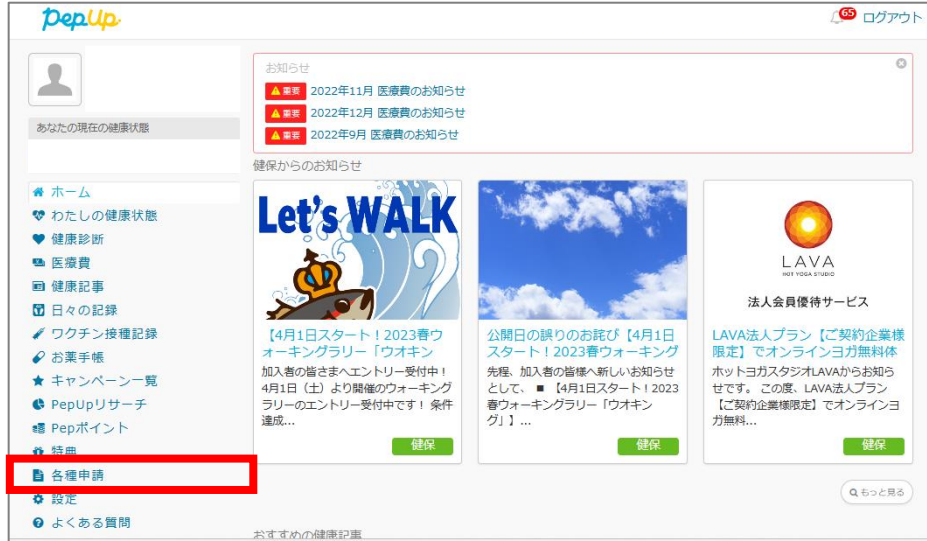 PepUp
65 ログアウト
あなたの現在の健康状態
ホーム
わたしの健康状態
健康診断
医療費
健康記事
日々の記録
ワクチン接種記録
お薬手帳
キャンペーン一覧
PepUpリサーチ
Pepポイント
特典
各種申請
設定
よくある質問
お知らせ
重要 2022年11月 医療費のお知らせ
重要 2022年12月 医療費のお知らせ
重要 2022年9月 医療費のお知らせ
健保からのお知らせ
Let's WALK
【4月1日スタート！2023春ウ
ォーキングラリー「ウオキン
加入者の皆さまへエントリー受付中！
4月1日（土）より開催のウォーキング
ラリーのエントリー受付中です！ 条件
達成...
健保
公開日の誤りのお詫び【4月1日
スタート！2023春ウォーキング
先程、加入者の皆様へ新しいお知らせ
として、 ■ 【4月1日スタート！2023
春ウォーキングラリー「ウオキン
グ」】...
健保
LAVA
HOT YOGA STUDIO
法人会員優待サービス
LAVA法人プラン【ご契約企業様
限定】でオンラインヨガ無料体
ホットヨガスタジオLAVAからお知ら
せです。 この度、LAVA法人プラン
【ご契約企業様限定】でオンラインヨ
ガ無料...
健保
もっと見る
おすすめの健康記事